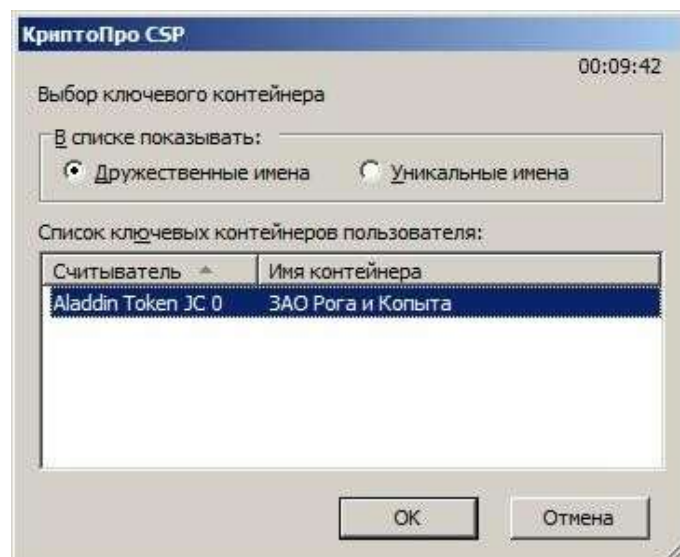 КриптоПро CSP
00:09:42
Выбор ключевого контейнера
В списке показывать:
Дружественные имена Уникальные имена
Список ключевых контейнеров пользователя:
Считыватель Имя контейнера
Aladdin Token JC 0 ЗАО Рога и Копыта
OK Отмена